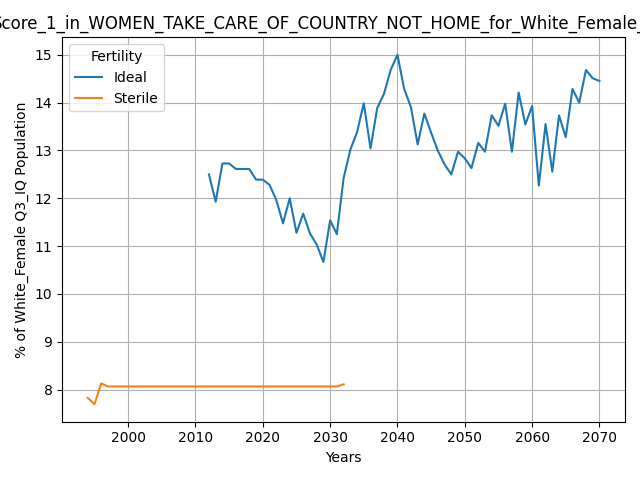 Score_1_in_WOMEN_TAKE_CARE_OF_COUNTRY_NOT_HOME_for_White_Female_
Fertility
Ideal
Sterile
% of White_Female Q3_IQ Population
15
14
13
12
11
10
9
8
2000 2010 2020 2030 2040 2050 2060 2070
Years